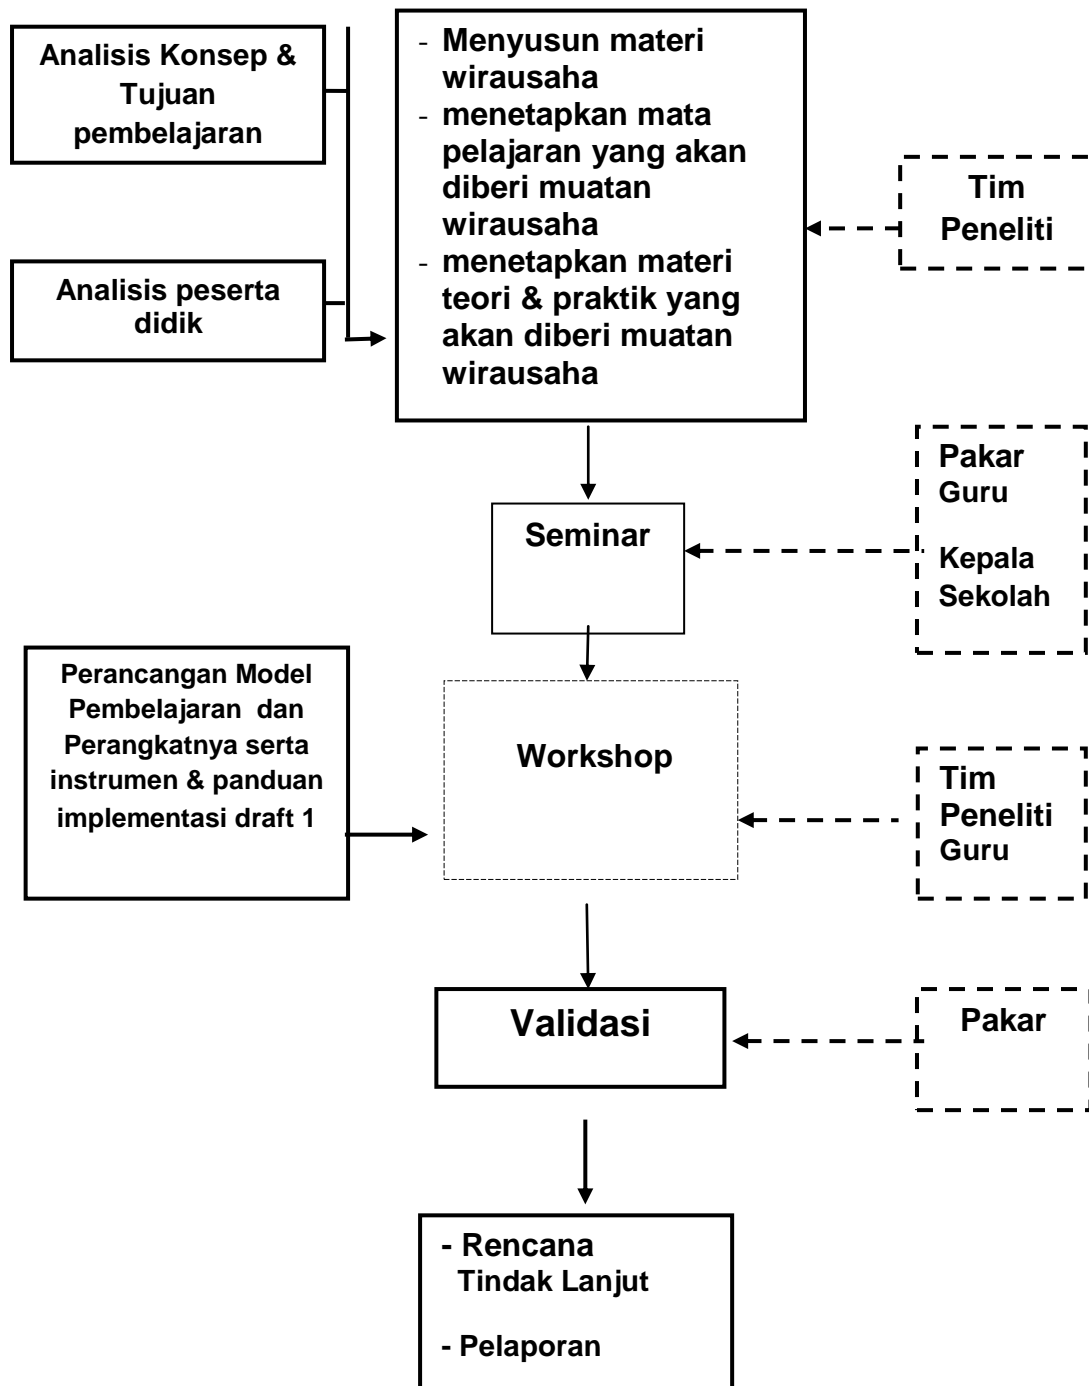 Analisis Konsep &
Tujuan
pembelajaran
Analisis peserta
didik
- Menyusun materi
wirausaha
- menetapkan mata
pelajaran yang akan
diberi muatan
wirausaha
- menetapkan materi
teori & praktik yang
akan diberi muatan
wirausaha
Tim
Peneliti
Seminar
Pakar
Guru
Kepala
Sekolah
Perancangan Model
Pembelajaran dan
Perangkatnya serta
instrumen & panduan
implementasi draft 1
Workshop
Tim
Peneliti
Guru
Validasi
Pakar
- Rencana
Tindak Lanjut
- Pelaporan